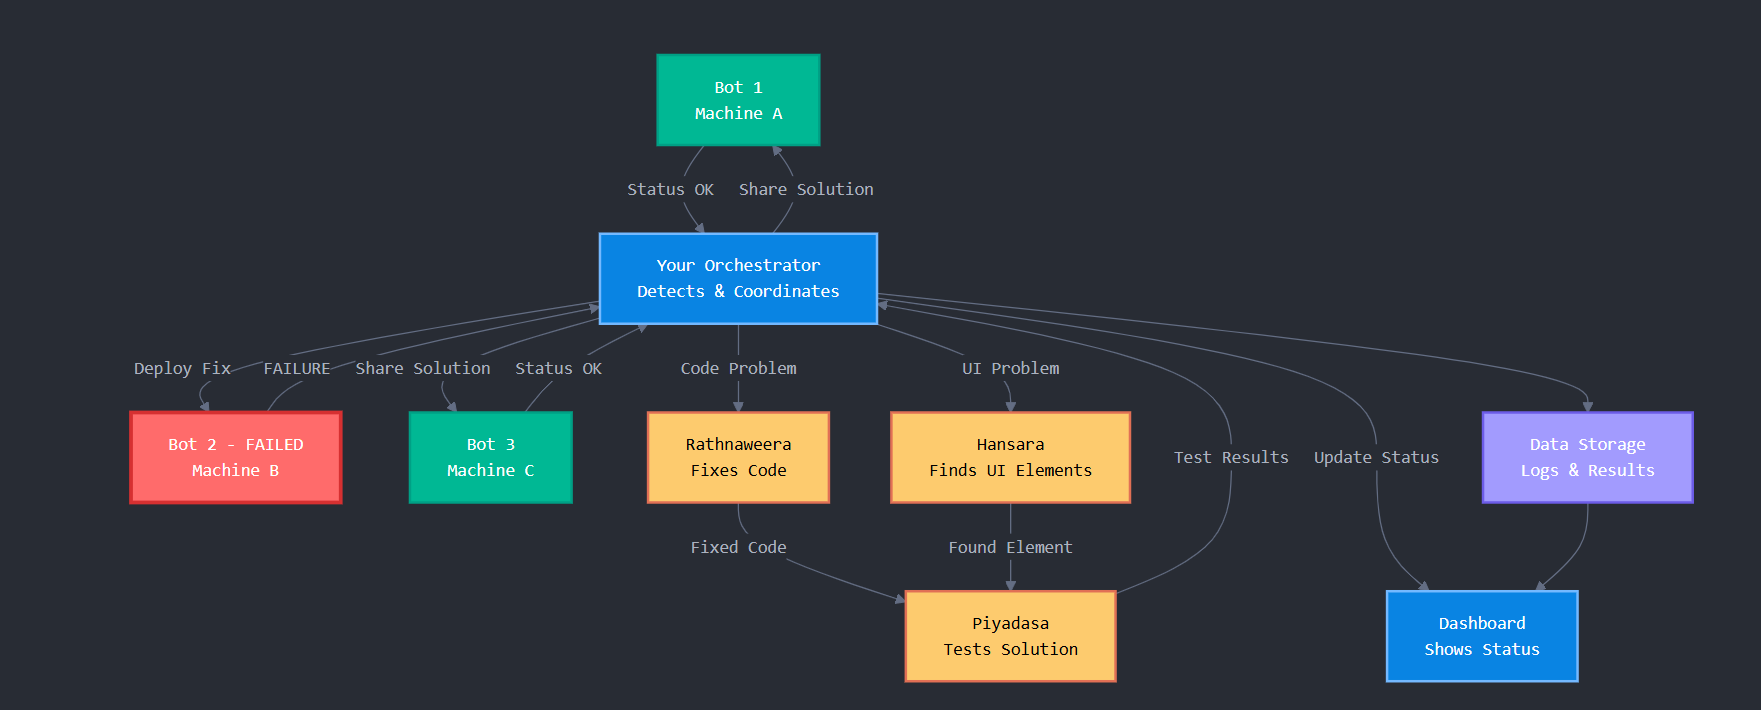 Bot 1
Machine A
Status OK
Share Solution
Your Orchestrator
Detects & Coordinates
Deploy Fix
FAILURE
Share Solution
Status OK
Code Problem
UI Problem
Bot 2 - FAILED
Machine B
Bot 3
Machine C
Rathnaweera
Fixes Code
Hansara
Finds UI Elements
Test Results
Update Status
Data Storage
Logs & Results
Fixed Code
Found Element
Piyadasa
Tests Solution
Dashboard
Shows Status